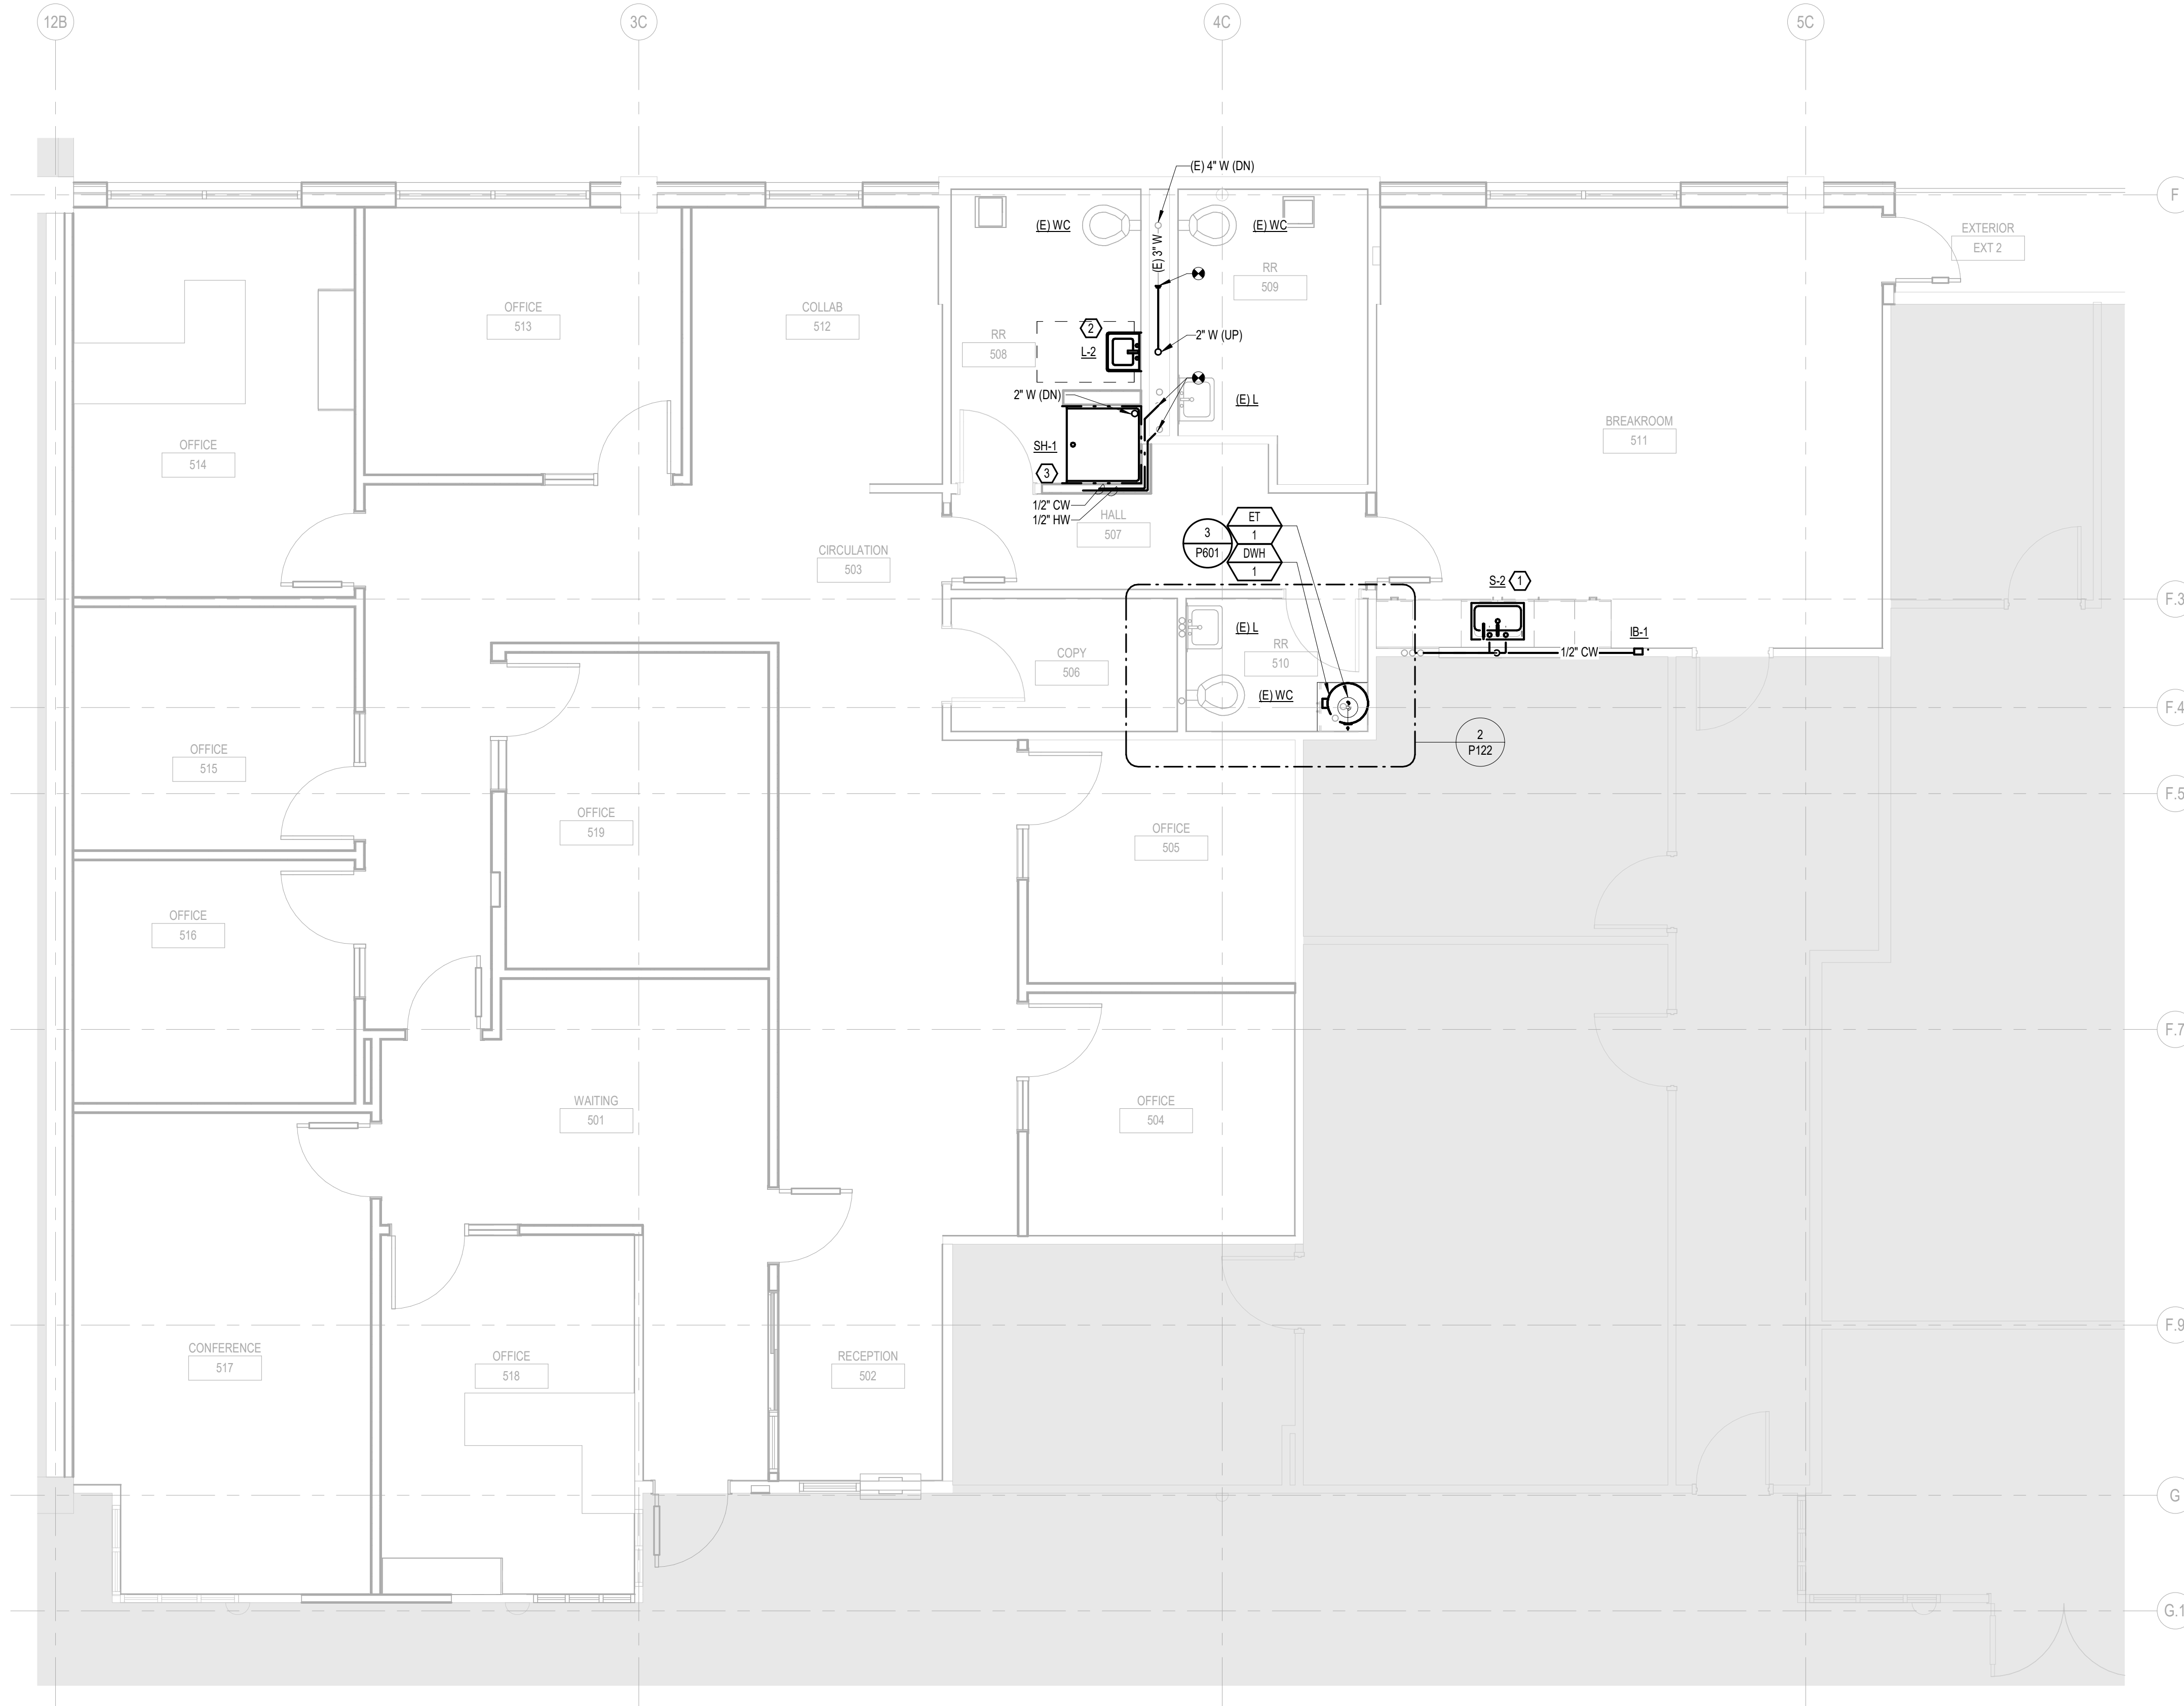 12B
3C
4C
5C
(E) 4" W (DN)
F
(E) WC
(E) WC
EXTERIOR
EXT 2
(E) 3" W
RR
509
OFFICE
513
COLLAB
512
2
L-2
2" W (UP)
RR
508
2" W (DN)
(E) L
BREAKROOM
511
OFFICE
514
SH-1
3
1/2" CW
1/2" HW
HALL
507
3
P601
ET
1
DWH
1
CIRCULATION
503
S-2
1
F.3
(E) L
IB-1
COPY
506
RR
510
1/2" CW
(E) WC
F.4
2
P122
OFFICE
515
F.5
OFFICE
519
OFFICE
505
OFFICE
516
F.7
WAITING
501
OFFICE
504
F.9
CONFERENCE
517
OFFICE
518
RECEPTION
502
G
G.1